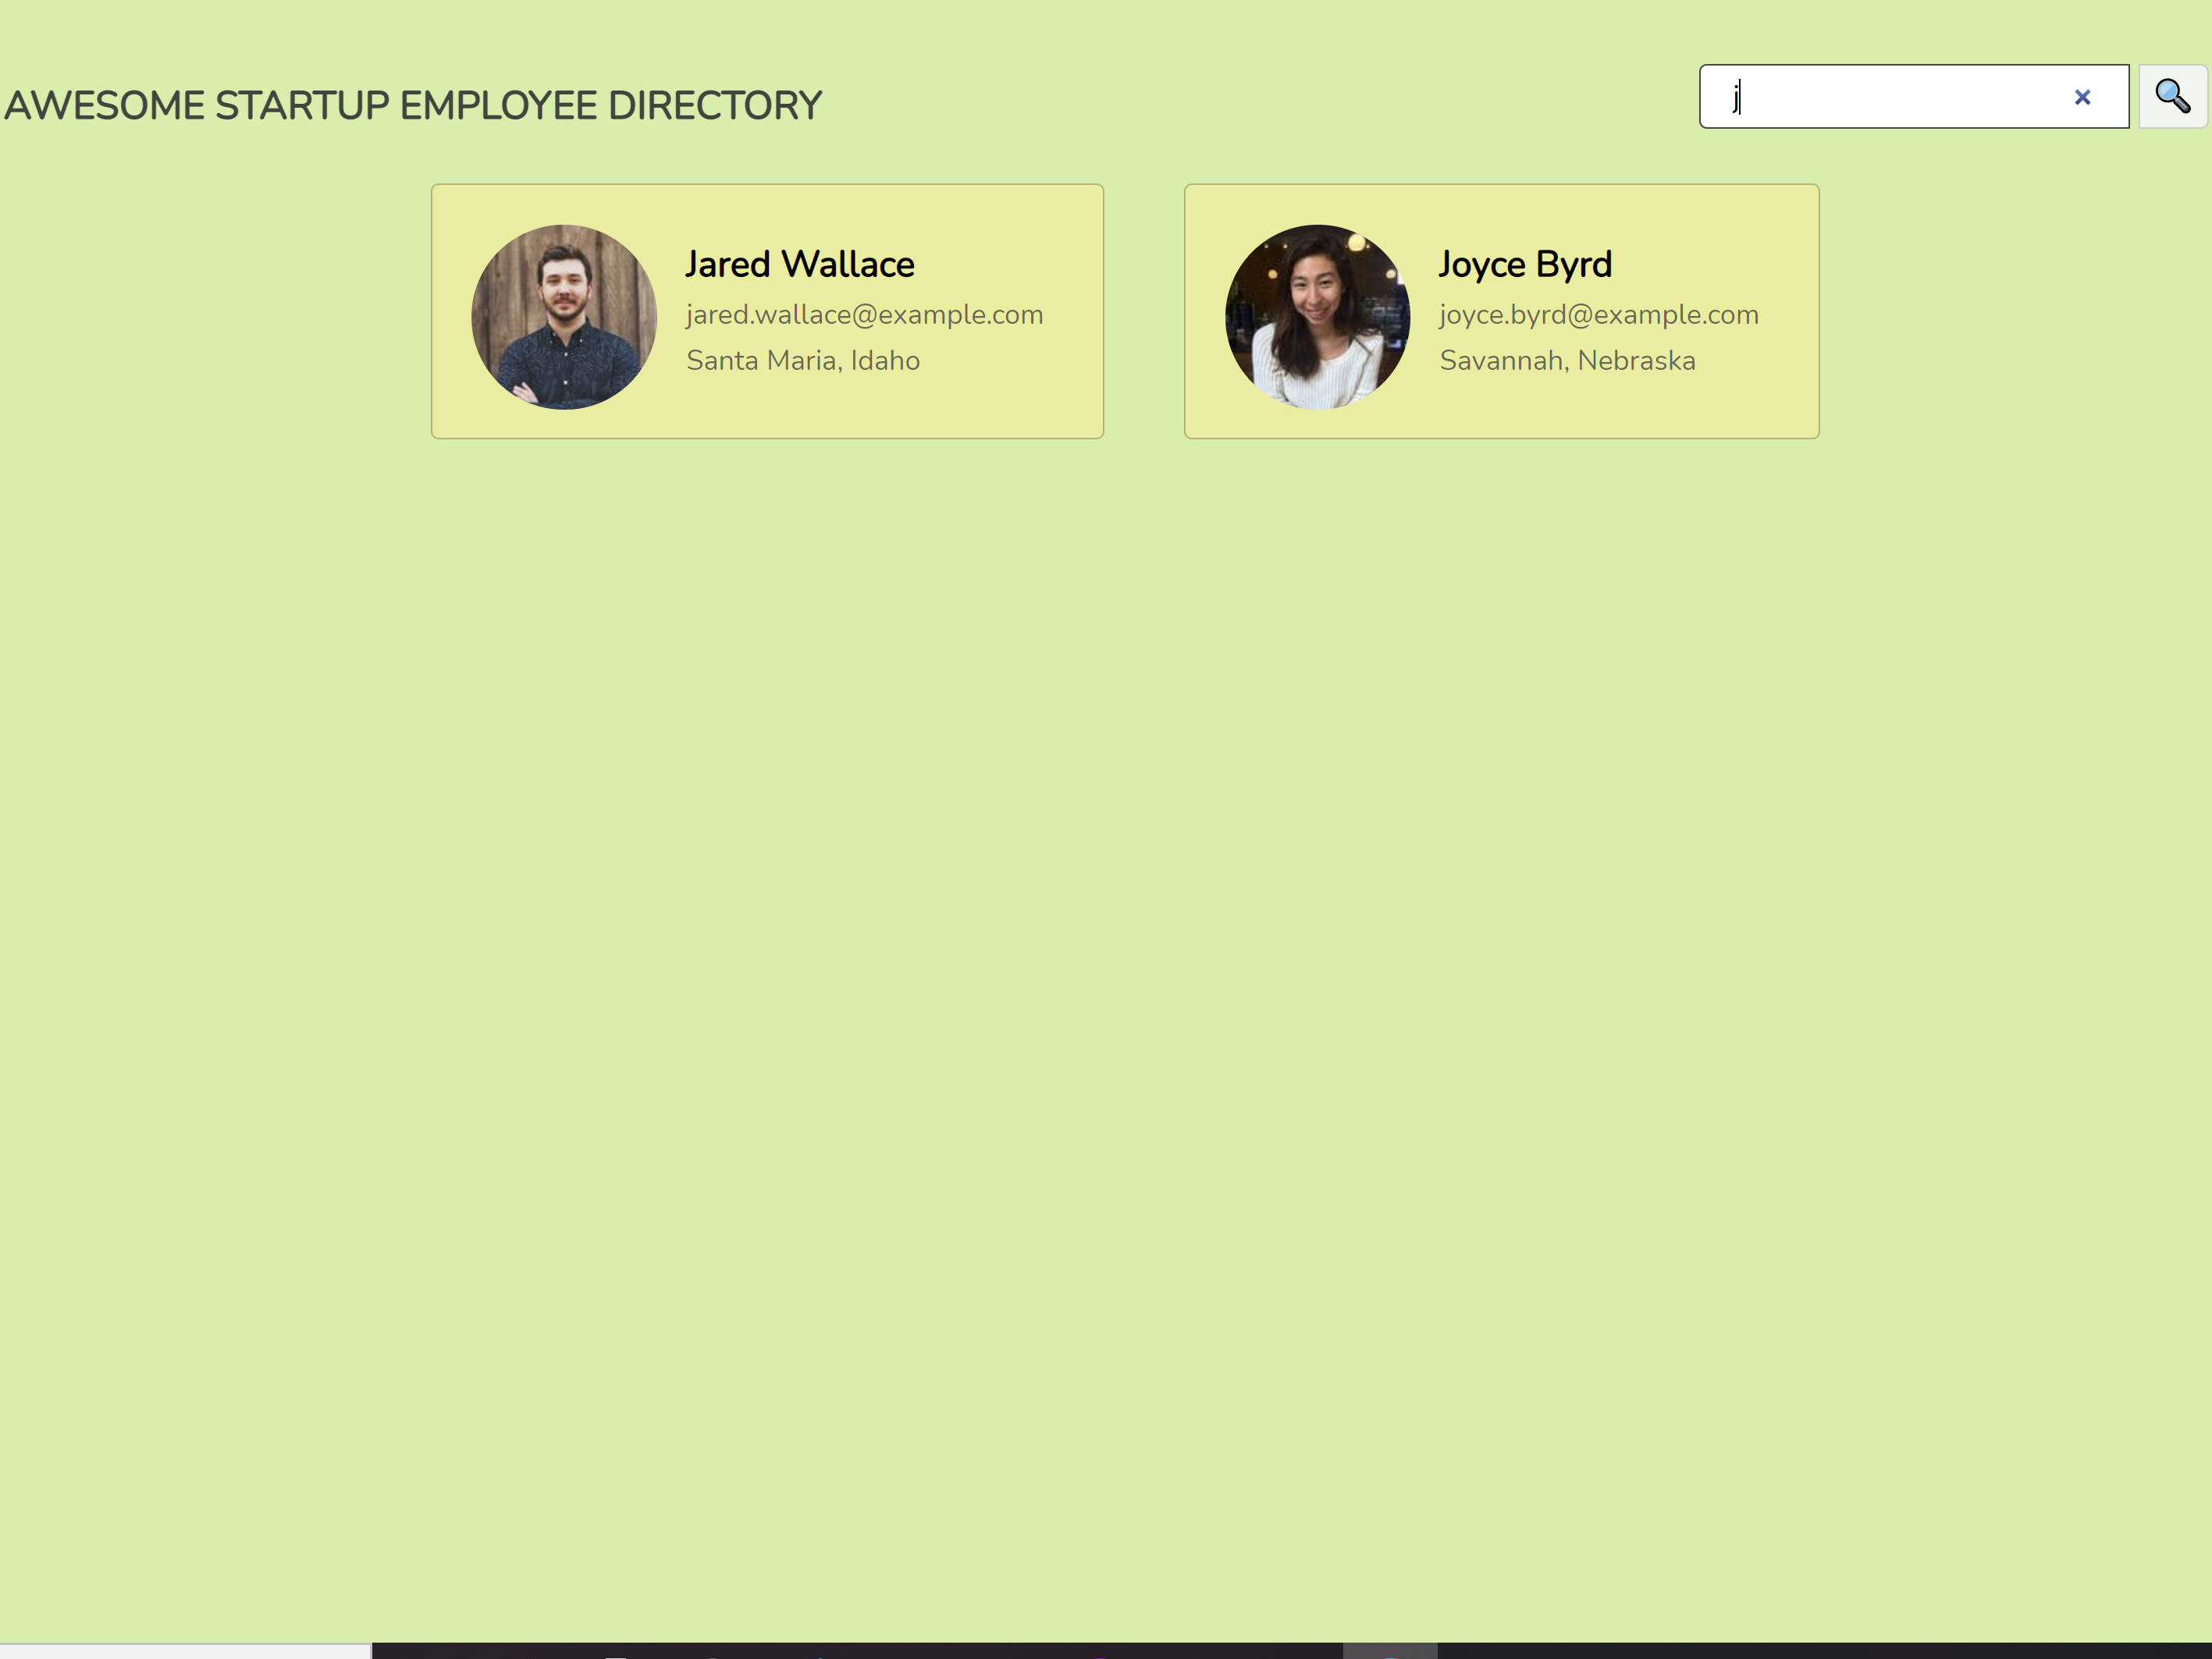 AWESOME STARTUP EMPLOYEE DIRECTORY
j
Jared Wallace
jared.wallace@example.com
Santa Maria, Idaho
Joyce Byrd
joyce.byrd@example.com
Savannah, Nebraska